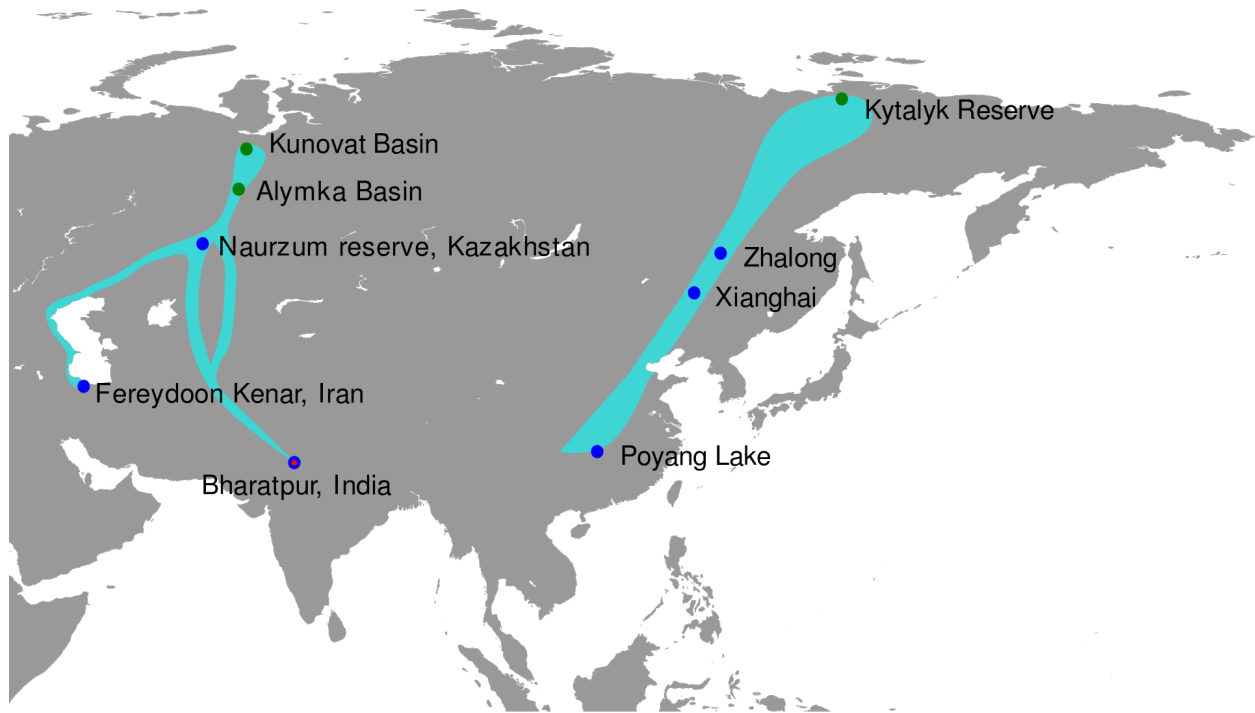 Kytalyk Reserve
Kunovat Basin
Alymka Basin
Naurzum reserve, Kazakhstan
Zhalong
Xianghai
Fereydoon Kenar, Iran
Poyang Lake
Bharatpur, India